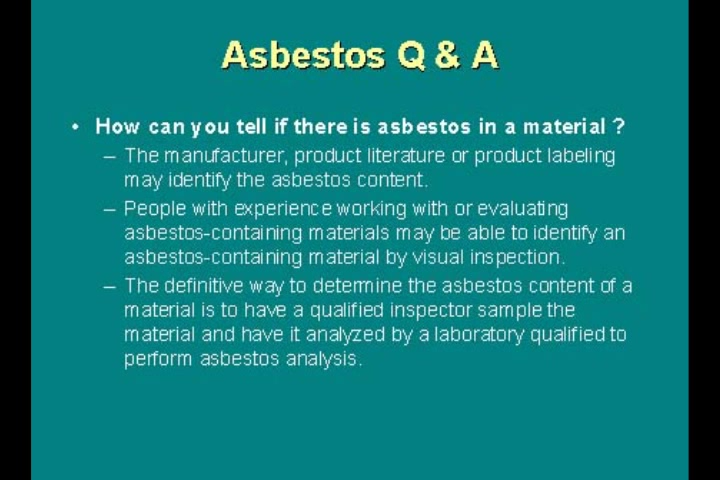 Asbestos Q & A
• How can you tell if there is asbestos in a material ?
– The manufacturer, product literature or product labeling
may identify the asbestos content.
– People with experience working with or evaluating
asbestos-containing materials may be able to identify an
asbestos-containing material by visual inspection.
– The definitive way to determine the asbestos content of a
material is to have a qualified inspector sample the
material and have it analyzed by a laboratory qualified to
perform asbestos analysis.